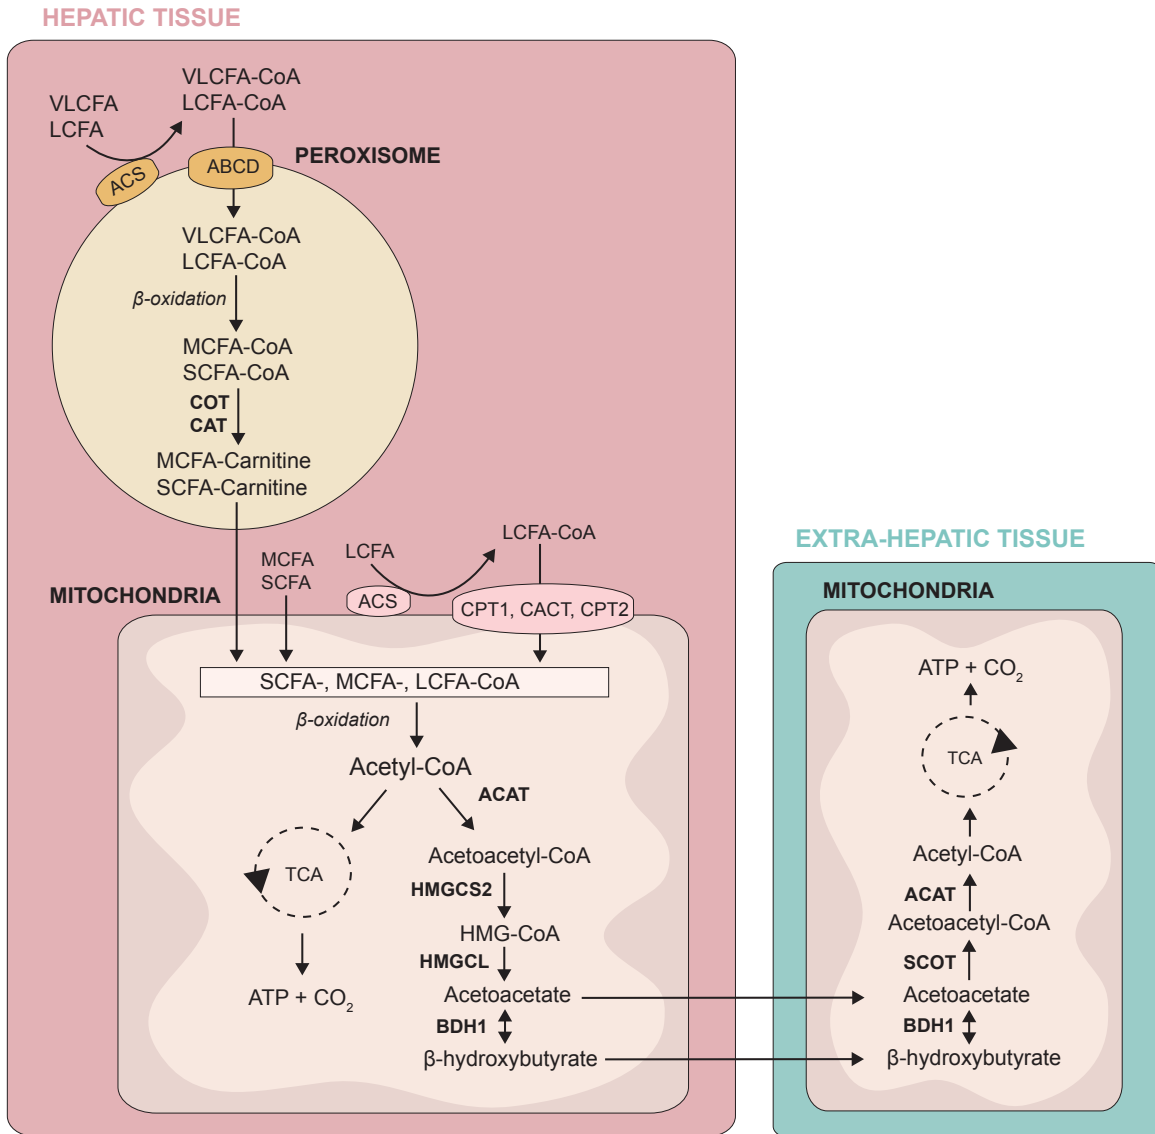 HEPATIC TISSUE
VLCFA-CoA
LCFA-CoA
VLCFA
LCFA
ACS
ABCD
PEROXISOME
VLCFA-CoA
LCFA-CoA
β-oxidation
MCFA-CoA
SCFA-CoA
COT
CAT
MCFA-Carnitine
SCFA-Carnitine
MITOCHONDRIA
MCFA
SCFA
LCFA
LCFA-CoA
ACS
CPT1, CACT, CPT2
SCFA-, MCFA-, LCFA-CoA
β-oxidation
Acetyl-CoA
ACAT
TCA
ATP + CO₂
Acetoacetyl-CoA
HMGCS2
HMG-CoA
HMGCL
Acetoacetate
BDH1
β-hydroxybutyrate
EXTRA-HEPATIC TISSUE
MITOCHONDRIA
ATP + CO₂
TCA
Acetyl-CoA
ACAT
Acetoacetyl-CoA
SCOT
Acetoacetate
BDH1
β-hydroxybutyrate